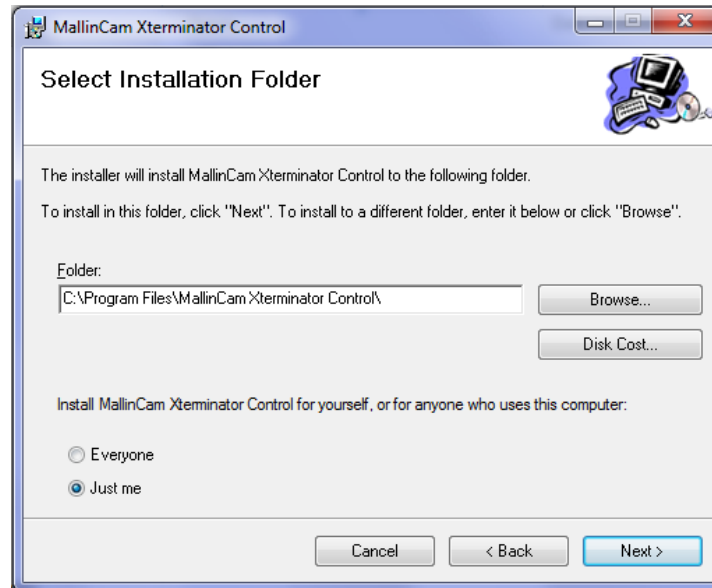 MallinCam Xterminator Control
Select Installation Folder
The installer will install MallinCam Xterminator Control to the following folder.
To install in this folder, click "Next". To install to a different folder, enter it below or click "Browse".
Folder:
C:\Program Files\MallinCam Xterminator Control\
Browse...
Disk Cost...
Install MallinCam Xterminator Control for yourself, or for anyone who uses this computer:
Everyone
Just me
Cancel
< Back
Next >